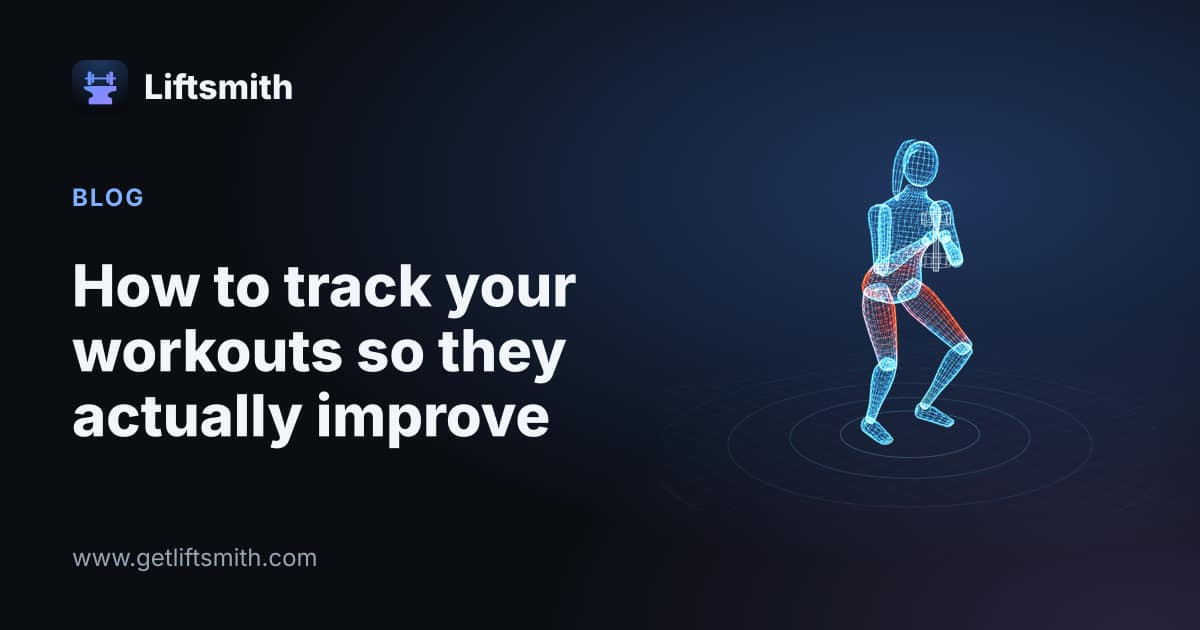 Liftsmith
BLOG
How to track your
workouts so they
actually improve
www.getliftsmith.com